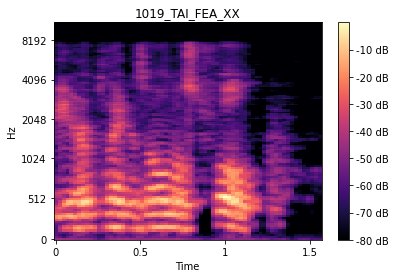 1019_TAI_FEA_XX
8192
4096
2048
1024
512
0
Hz
0
0.5
1
1.5
Time
-10 dB
-20 dB
-30 dB
-40 dB
-50 dB
-60 dB
-70 dB
-80 dB